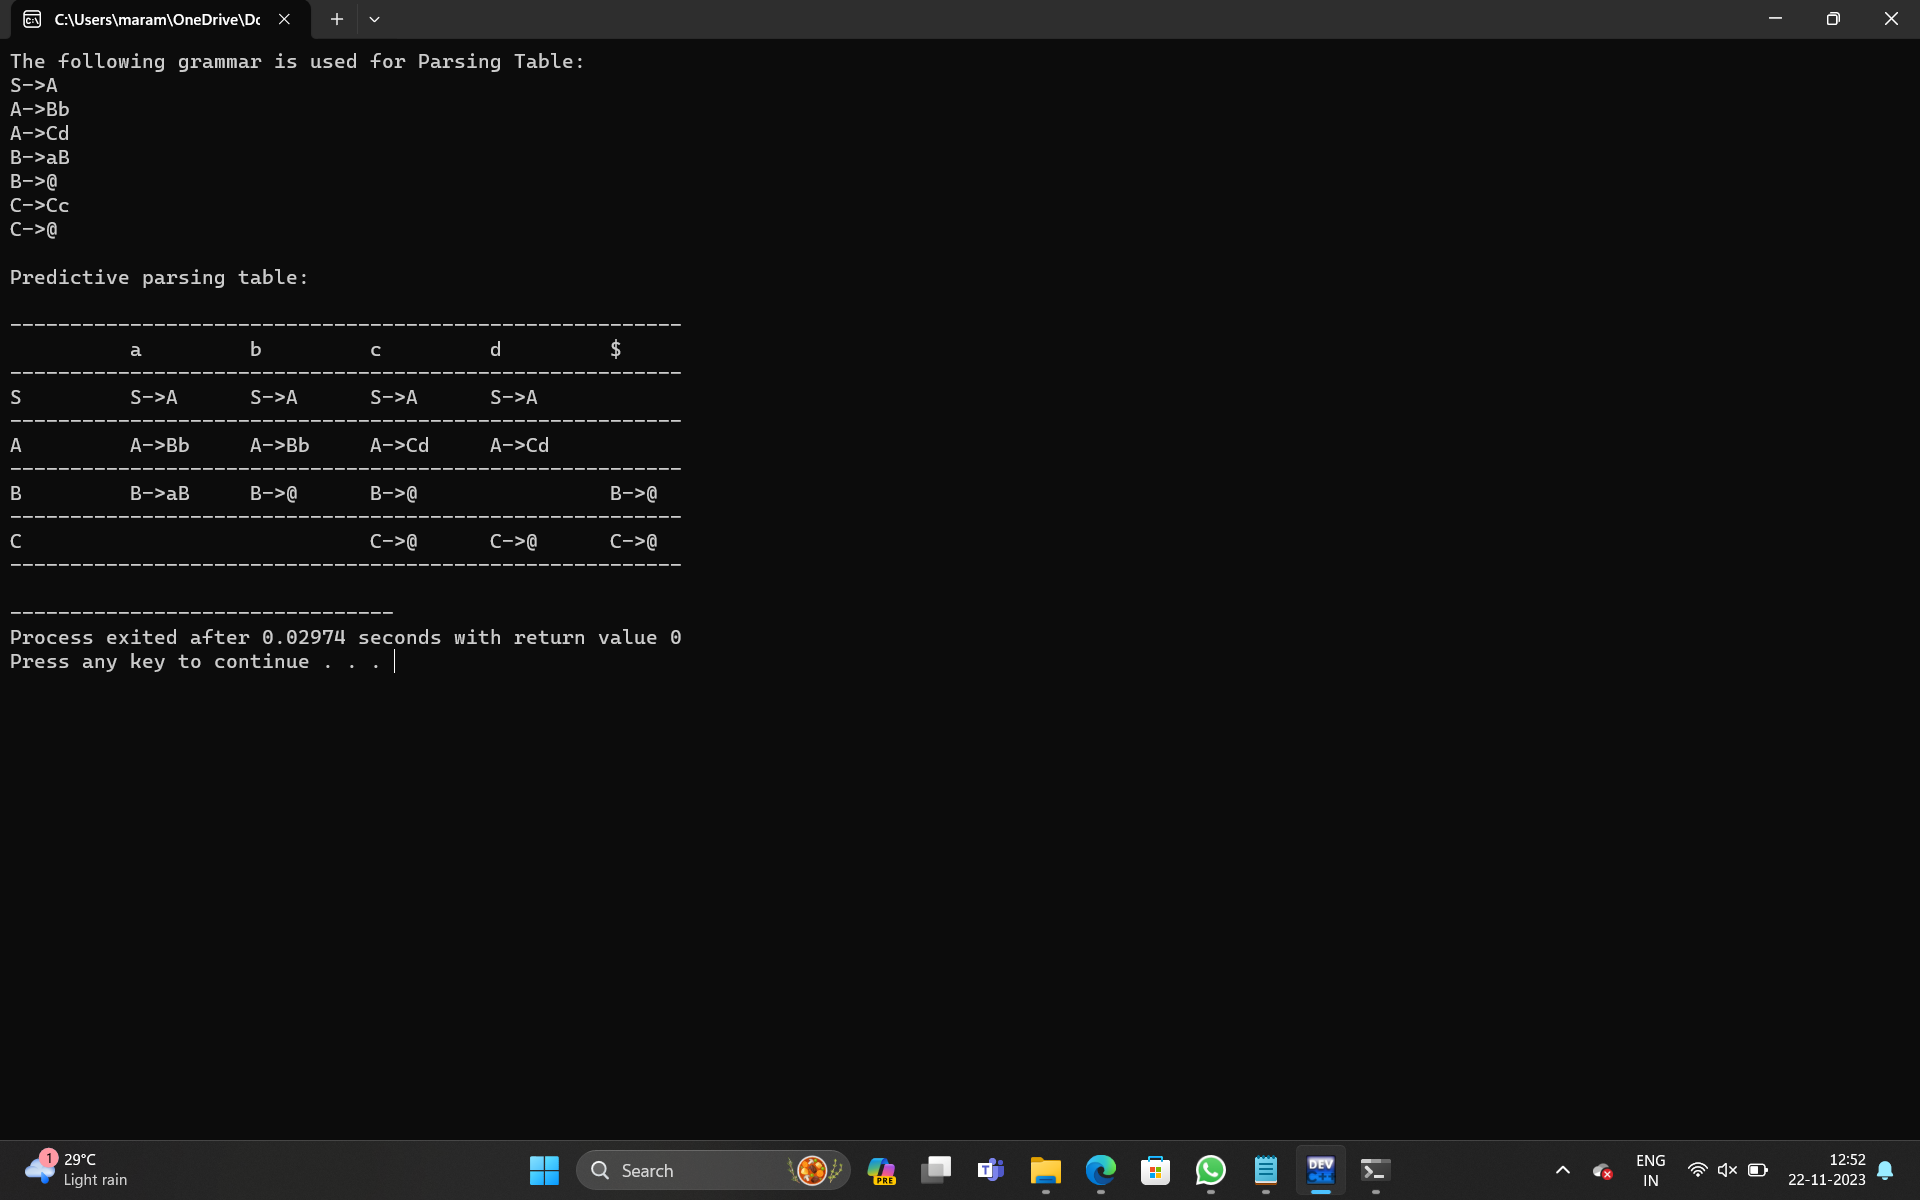 C:\Users\maram\OneDrive\Dc
The following grammar is used for Parsing Table:
S->A
A->Bb
A->Cd
B->aB
B->@
C->Cc
C->@
Predictive parsing table:
--------------------------------------------------------
a b c d $
--------------------------------------------------------
S S->A S->A S->A S->A
--------------------------------------------------------
A A->Bb A->Bb A->Cd A->Cd
--------------------------------------------------------
B B->aB B->@ B->@ B->@
--------------------------------------------------------
C C->@ C->@ C->@
--------------------------------------------------------
--------------------------------
Process exited after 0.02974 seconds with return value 0
Press any key to continue . . .
1
29°C
Light rain
Search
PRE
T
DEV
C++
ENG
IN
12:52
22-11-2023